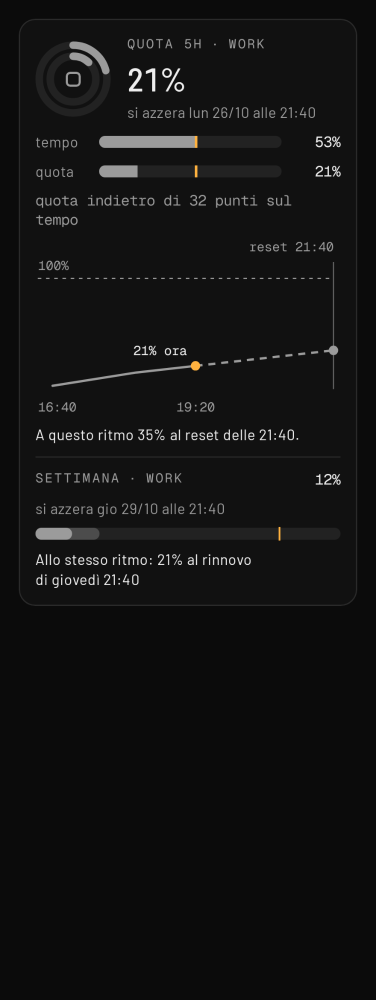 QUOTA 5H · WORK
21%
si azzera lun 26/10 alle 21:40
tempo 53%
quota 21%
quota indietro di 32 punti sul
tempo
reset 21:40
100%
21% ora
16:40 19:20
A questo ritmo 35% al reset delle 21:40.
SETTIMANA · WORK 12%
si azzera gio 29/10 alle 21:40
Allo stesso ritmo: 21% al rinnovo
di giovedì 21:40